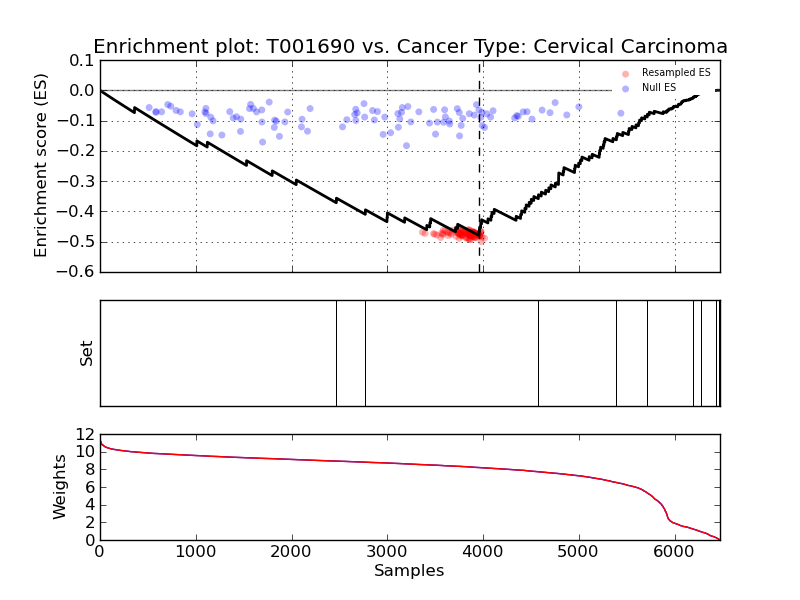 Enrichment plot: T001690 vs. Cancer Type: Cervical Carcinoma
0.1
0.0
−0.1
−0.2
−0.3
−0.4
−0.5
−0.6
Enrichment score (ES)
Resampled ES
Null ES
Set
12
10
8
6
4
2
0
Weights
0 1000 2000 3000 4000 5000 6000
Samples